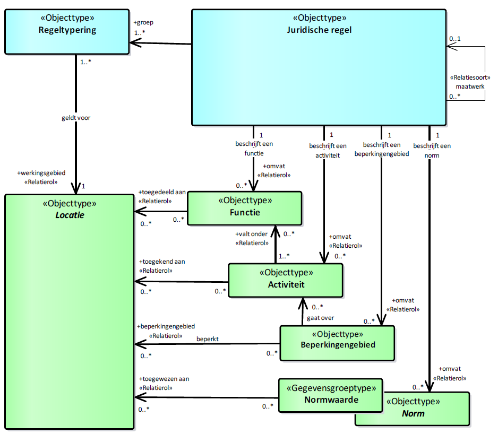 «Objecttype»
Regeltypering
+groep
1..*
«Objecttype»
Juridische regel
0..1
«Relatiesoort»
maatwerk
0..*
1..*
geldt voor
+werkingsgebied
«Relatierol»
1
1
beschrijft een
functie
1
beschrijft een
activiteit
1
beschrijft een
beperkingengebied
1
beschrijft een
norm
+omvat
«Relatierol»
0..*
«Objecttype»
Locatie
+toegedeeld aan
«Relatierol»
0..*
0..*
«Objecttype»
Functie
+valt onder
«Relatierol»
0..*
1..*
+omvat
«Relatierol»
0..*
+toegekend aan
«Relatierol»
0..*
0..*
«Objecttype»
Activiteit
0..*
gaat over
+omvat
«Relatierol»
0..*
+beperkingengebied
«Relatierol»
beperkt
0..*
0..*
«Objecttype»
Beperkingengebied
+omvat
«Relatierol»
0..*
+toegewezen aan
«Relatierol»
0..*
0..*
«Gegevensgroeptype»
Normwaarde
«Objecttype»
Norm